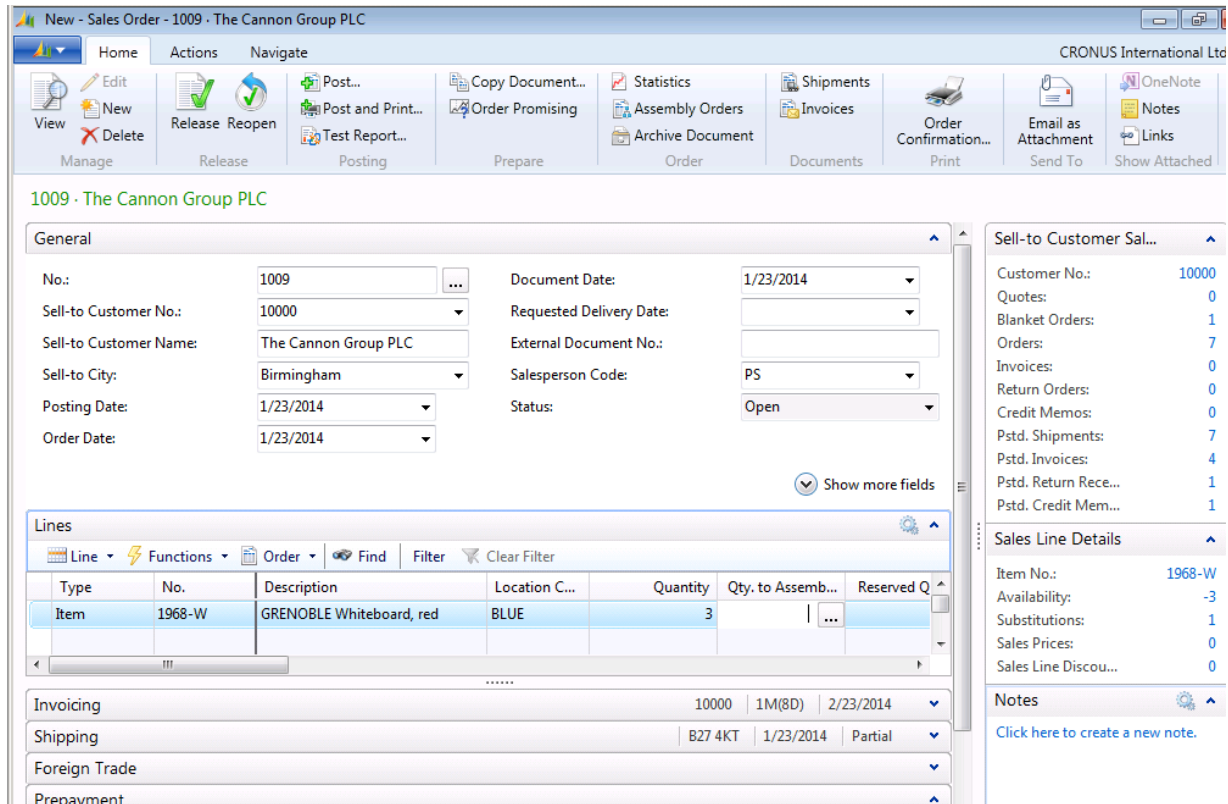 New - Sales Order - 1009 · The Cannon Group PLC
Home Actions Navigate CRONUS International Ltd
View
Edit
New
Delete
Manage
Release Reopen
Release
Post...
Post and Print...
Test Report...
Posting
Copy Document...
Order Promising
Prepare
Statistics
Assembly Orders
Archive Document
Order
Shipments
Invoices
Documents
Order Confirmation...
Print
Email as Attachment
Send To
OneNote
Notes
Links
Show Attached
1009 · The Cannon Group PLC
General
No.: 1009 ...
Sell-to Customer No.: 10000
Sell-to Customer Name: The Cannon Group PLC
Sell-to City: Birmingham
Posting Date: 1/23/2014
Order Date: 1/23/2014
Document Date: 1/23/2014
Requested Delivery Date:
External Document No.:
Salesperson Code: PS
Status: Open
Show more fields
Lines
Line Functions Order Find Filter Clear Filter
Type No. Description Location C... Quantity Qty. to Assemb... Reserved Q
Item 1968-W GRENOBLE Whiteboard, red BLUE 3 ...
Invoicing 10000 1M(8D) 2/23/2014
Shipping B27 4KT 1/23/2014 Partial
Foreign Trade
Prepayment
Sell-to Customer Sal...
Customer No.: 10000
Quotes: 0
Blanket Orders: 1
Orders: 7
Invoices: 0
Return Orders: 0
Credit Memos: 0
Pstd. Shipments: 7
Pstd. Invoices: 4
Pstd. Return Rece... 1
Pstd. Credit Mem... 1
Sales Line Details
Item No.: 1968-W
Availability: -3
Substitutions: 1
Sales Prices: 0
Sales Line Discou... 0
Notes
Click here to create a new note.